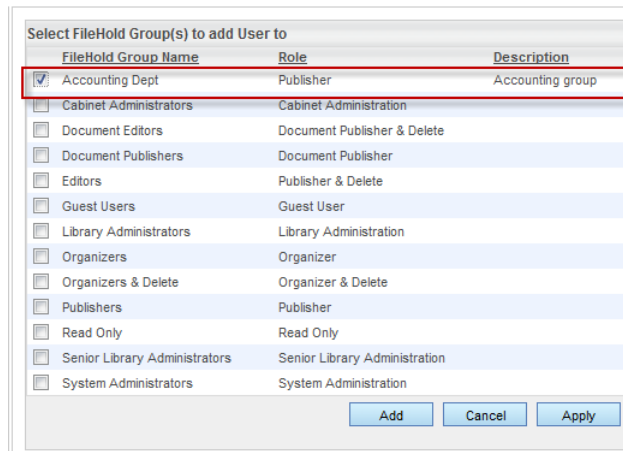 Select FileHold Group(s) to add User to
FileHold Group Name Role Description
Accounting Dept Publisher Accounting group
Cabinet Administrators Cabinet Administration
Document Editors Document Publisher & Delete
Document Publishers Document Publisher
Editors Publisher & Delete
Guest Users Guest User
Library Administrators Library Administration
Organizers Organizer
Organizers & Delete Organizer & Delete
Publishers Publisher
Read Only Read Only
Senior Library Administrators Senior Library Administration
System Administrators System Administration
Add Cancel Apply